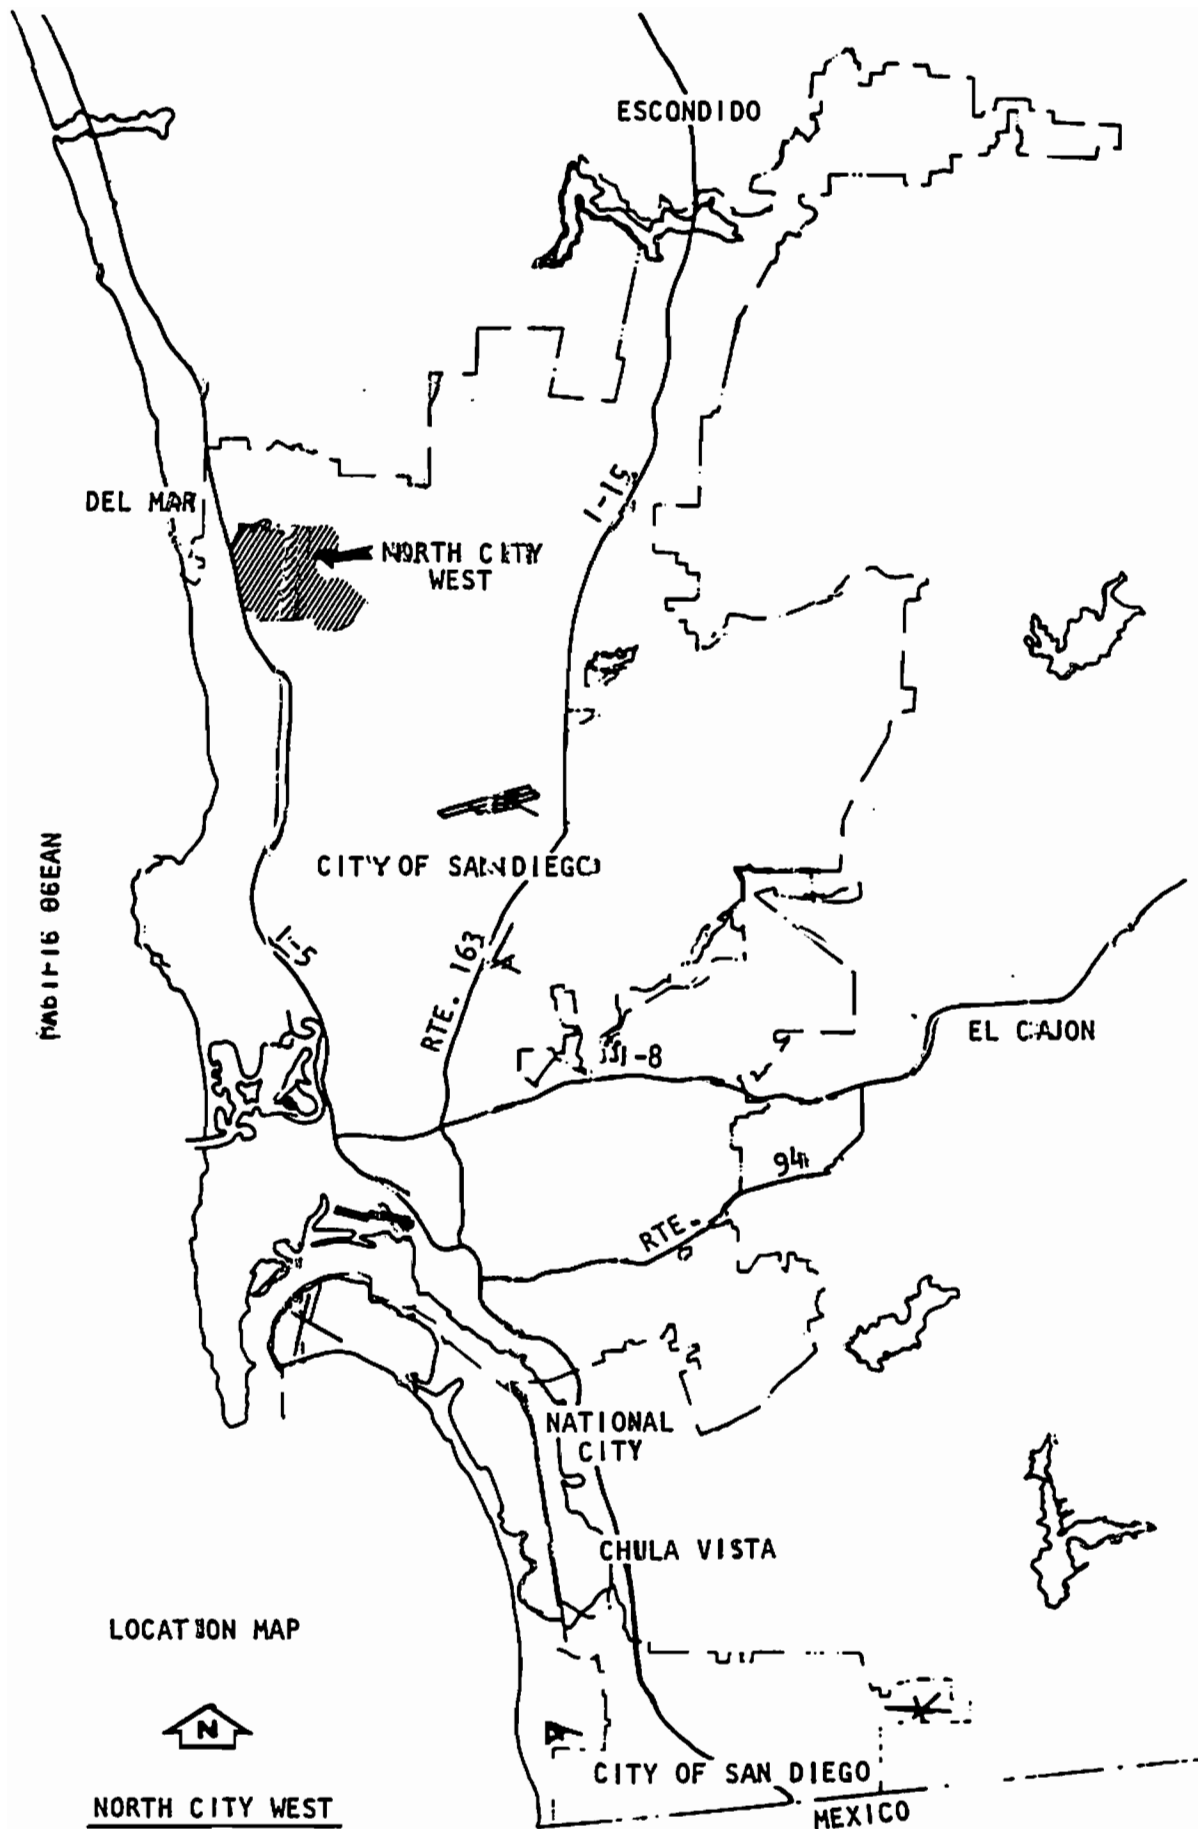 ESCONDIDO
I-15
DEL MAR
NORTH CITY
WEST
CITY OF SAN DIEGO
I-5
RTE. 163
I-8
EL CAJON
94
RTE.
NATIONAL
CITY
CHULA VISTA
LOCATION MAP
N
CITY OF SAN DIEGO
NORTH CITY WEST
MEXICO